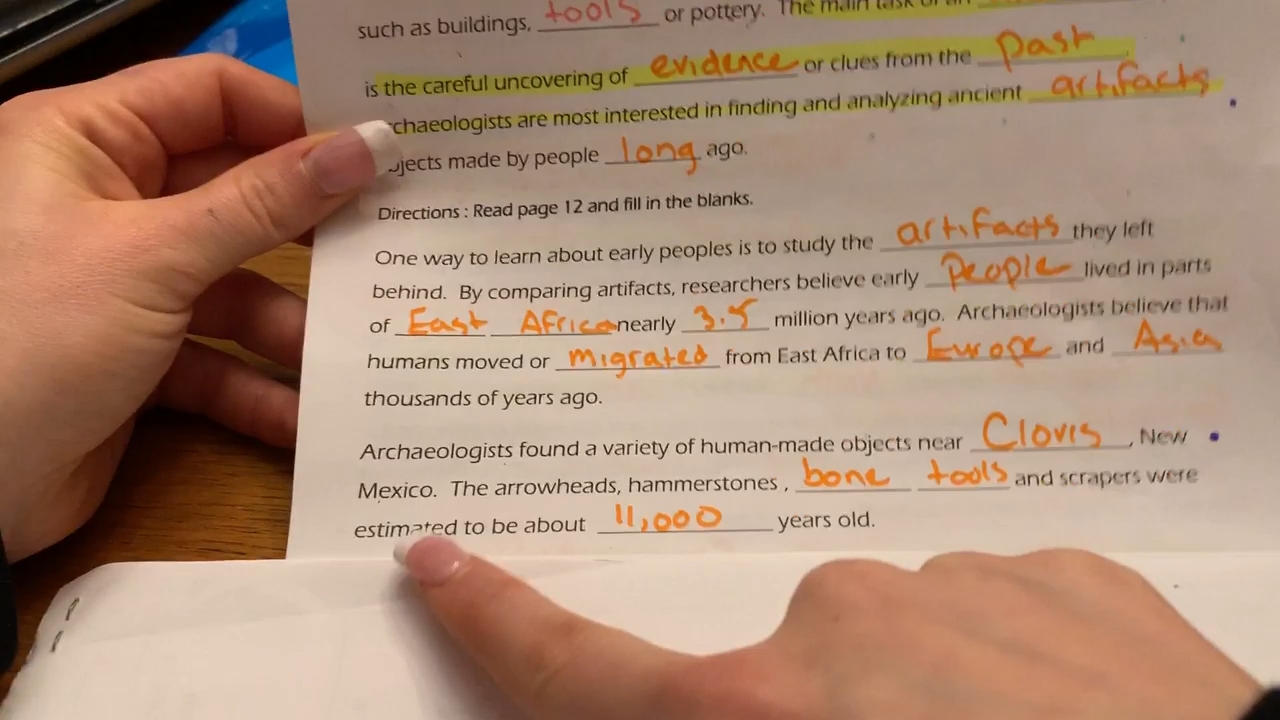 such as buildings, tools or pottery. The main task of an
is the careful uncovering of evidence or clues from the past.
chaeologists are most interested in finding and analyzing ancient artifacts
jects made by people long ago.
Directions : Read page 12 and fill in the blanks.
One way to learn about early peoples is to study the artifacts they left
behind. By comparing artifacts, researchers believe early people lived in parts
of East Africa nearly 3.5 million years ago. Archaeologists believe that
humans moved or migrated from East Africa to Europe and Asia
thousands of years ago.
Archaeologists found a variety of human-made objects near Clovis, New
Mexico. The arrowheads, hammerstones, bone tools and scrapers were
estimated to be about 11,000 years old.